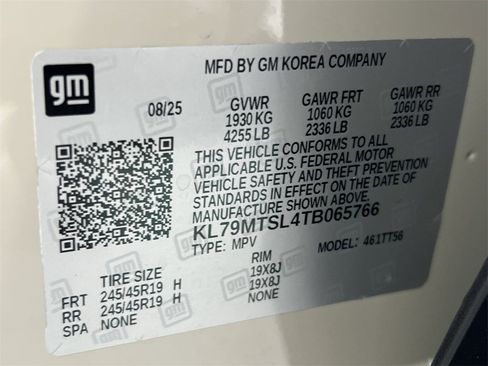 gm
MFD BY GM KOREA COMPANY
08/25 GVWR GAWR FRT GAWR RR
1930 KG 1060 KG 1060 KG
4255 LB 2336 LB 2336 LB
THIS VEHICLE CONFORMS TO ALL
APPLICABLE U.S. FEDERAL MOTOR
VEHICLE SAFETY AND THEFT PREVENTION
STANDARDS IN EFFECT ON THE DATE OF
MANUFACTURE SHOWN ABOVE.
KL79MTSL4TB065766
TYPE: MPV MODEL: 461TT56
TIRE SIZE RIM
FRT 245/45R19 H 19X8J
RR 245/45R19 H 19X8J
SPA NONE NONE